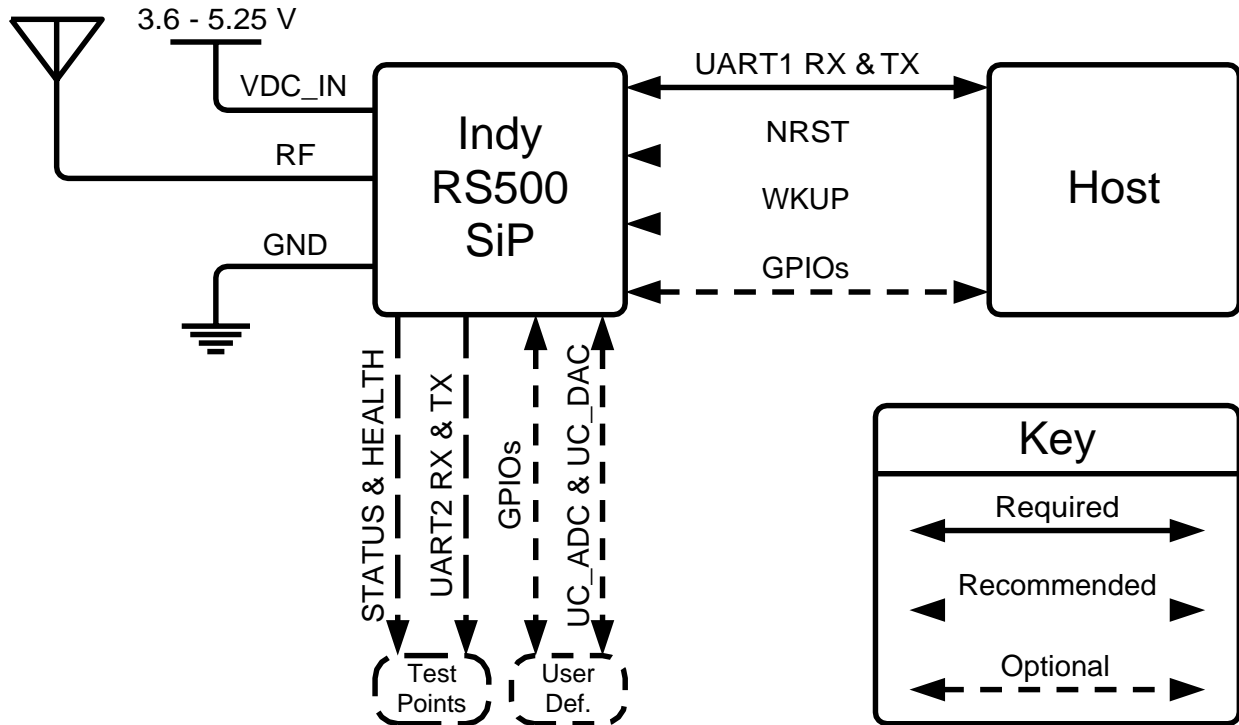 3.6 - 5.25 V
VDC_IN
RF
GND
Indy
RS500
SiP
UART1 RX & TX
NRST
WKUP
GPIOs
Host
STATUS & HEALTH
UART2 RX & TX
GPIOs
UC_ADC & UC_DAC
Test
Points
User
Def.
Key
Required
Recommended
Optional